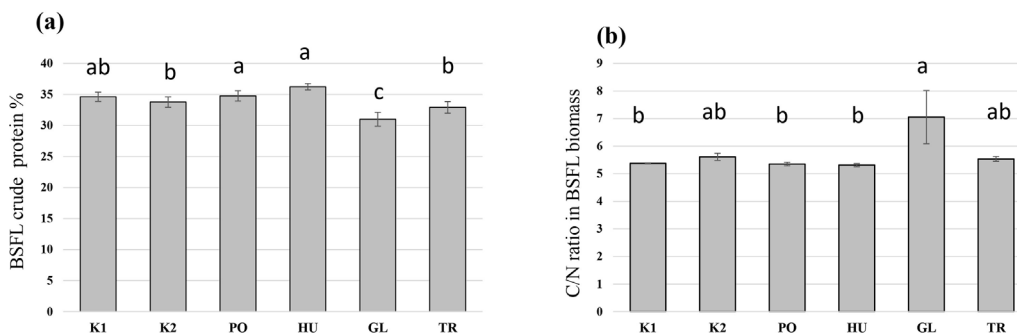 (a)
BSFL crude protein %
40
35
30
25
20
15
10
5
0
ab
b
a
a
c
b
K1 K2 PO HU GL TR
(b)
C/N ratio in BSFL biomass
9
8
7
6
5
4
3
2
1
0
b
ab
b
b
a
ab
K1 K2 PO HU GL TR